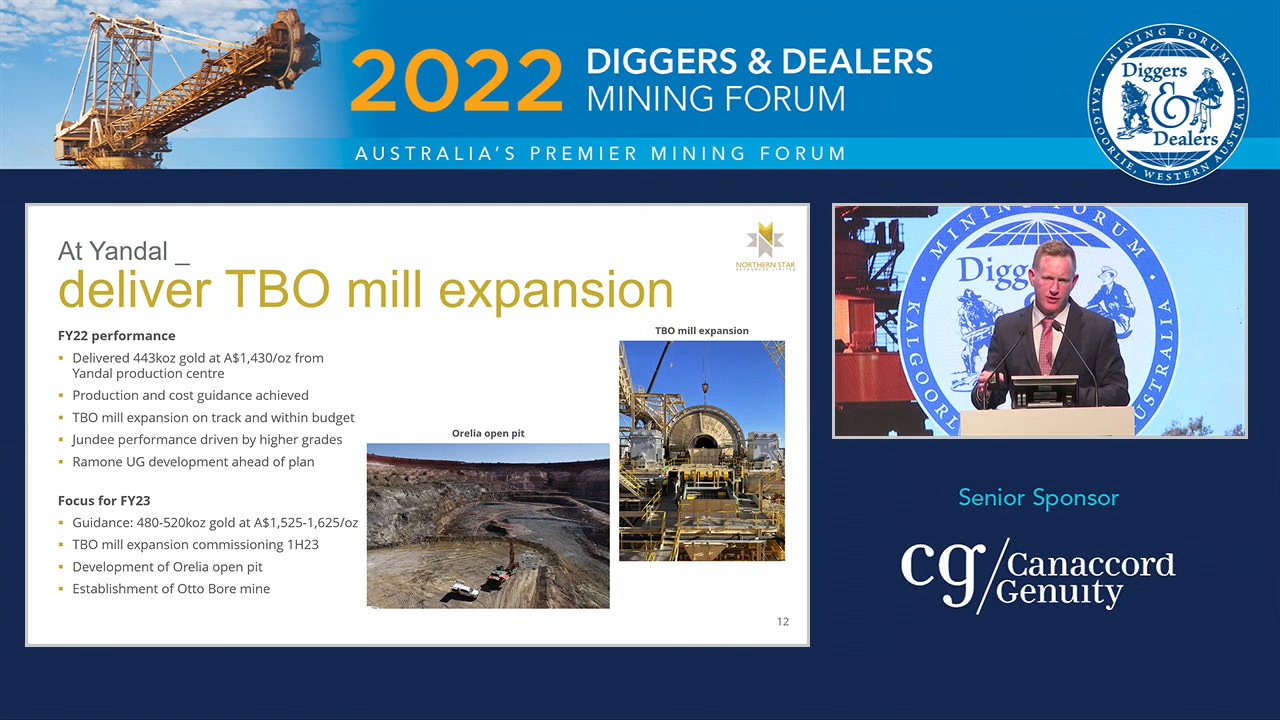 2022
DIGGERS & DEALERS
MINING FORUM
AUSTRALIA'S PREMIER MINING FORUM
MINING FORUM
Diggers
&
Dealers
KALGOORLIE, WESTERN AUSTRALIA
At Yandal _
deliver TBO mill expansion
NORTHERN STAR
RESOURCES LIMITED
FY22 performance
▪ Delivered 443koz gold at A$1,430/oz from
Yandal production centre
▪ Production and cost guidance achieved
▪ TBO mill expansion on track and within budget
▪ Jundee performance driven by higher grades
▪ Ramone UG development ahead of plan
Focus for FY23
▪ Guidance: 480-520koz gold at A$1,525-1,625/oz
▪ TBO mill expansion commissioning 1H23
▪ Development of Orelia open pit
▪ Establishment of Otto Bore mine
Orelia open pit
TBO mill expansion
12
MINING FORUM
Digg
KALGOORL
STRALIA
Senior Sponsor
cg/Canaccord
Genuity